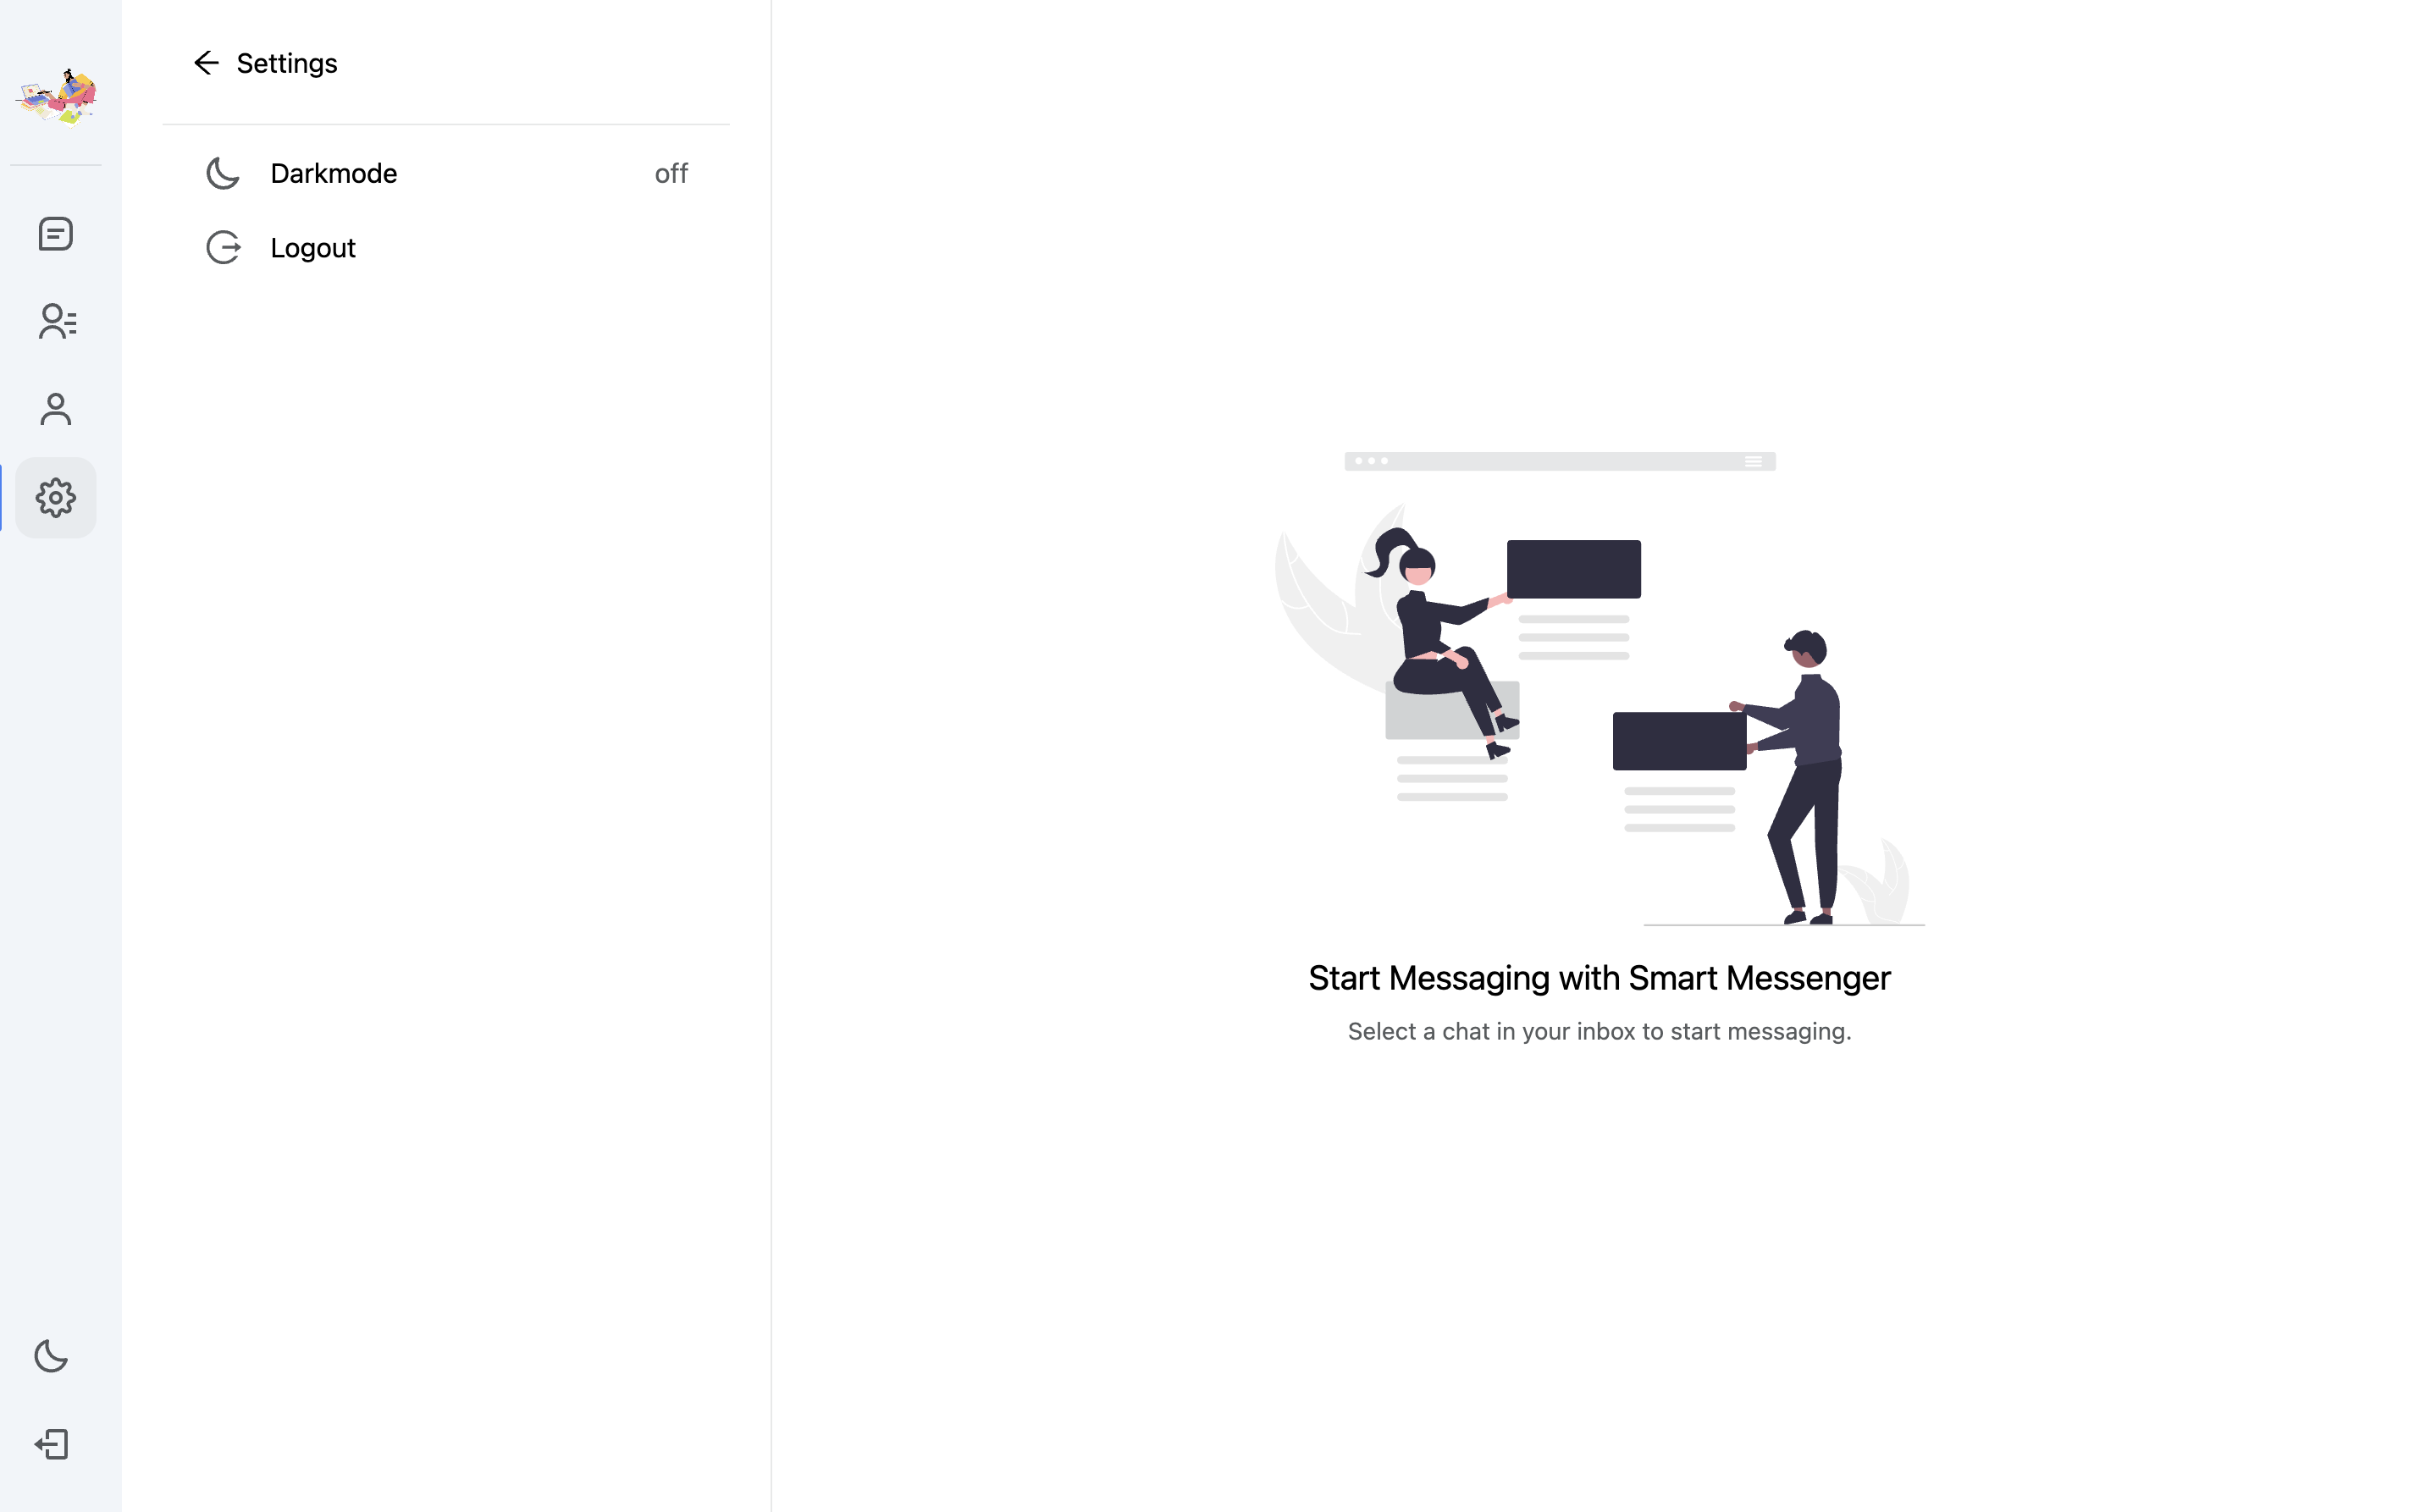 Settings
Darkmode off
Logout
Start Messaging with Smart Messenger
Select a chat in your inbox to start messaging.